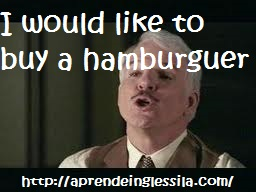 I would like to
buy a hamburguer
http://aprendeinglessila.com/